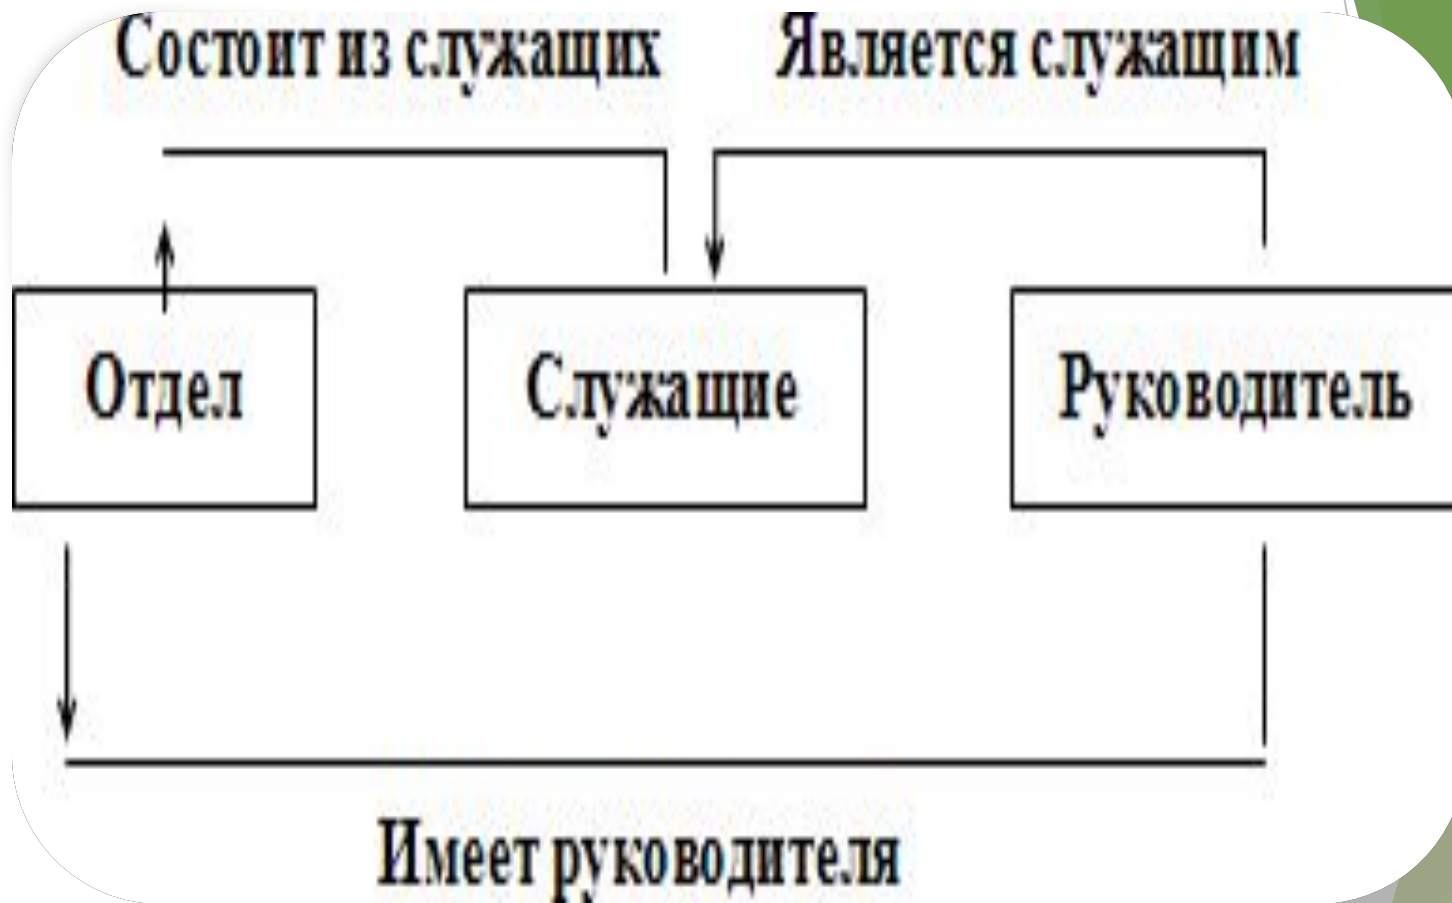 Состоит из служащих
Является служащим
Отдел
Служащие
Руководитель
Имеет руководителя